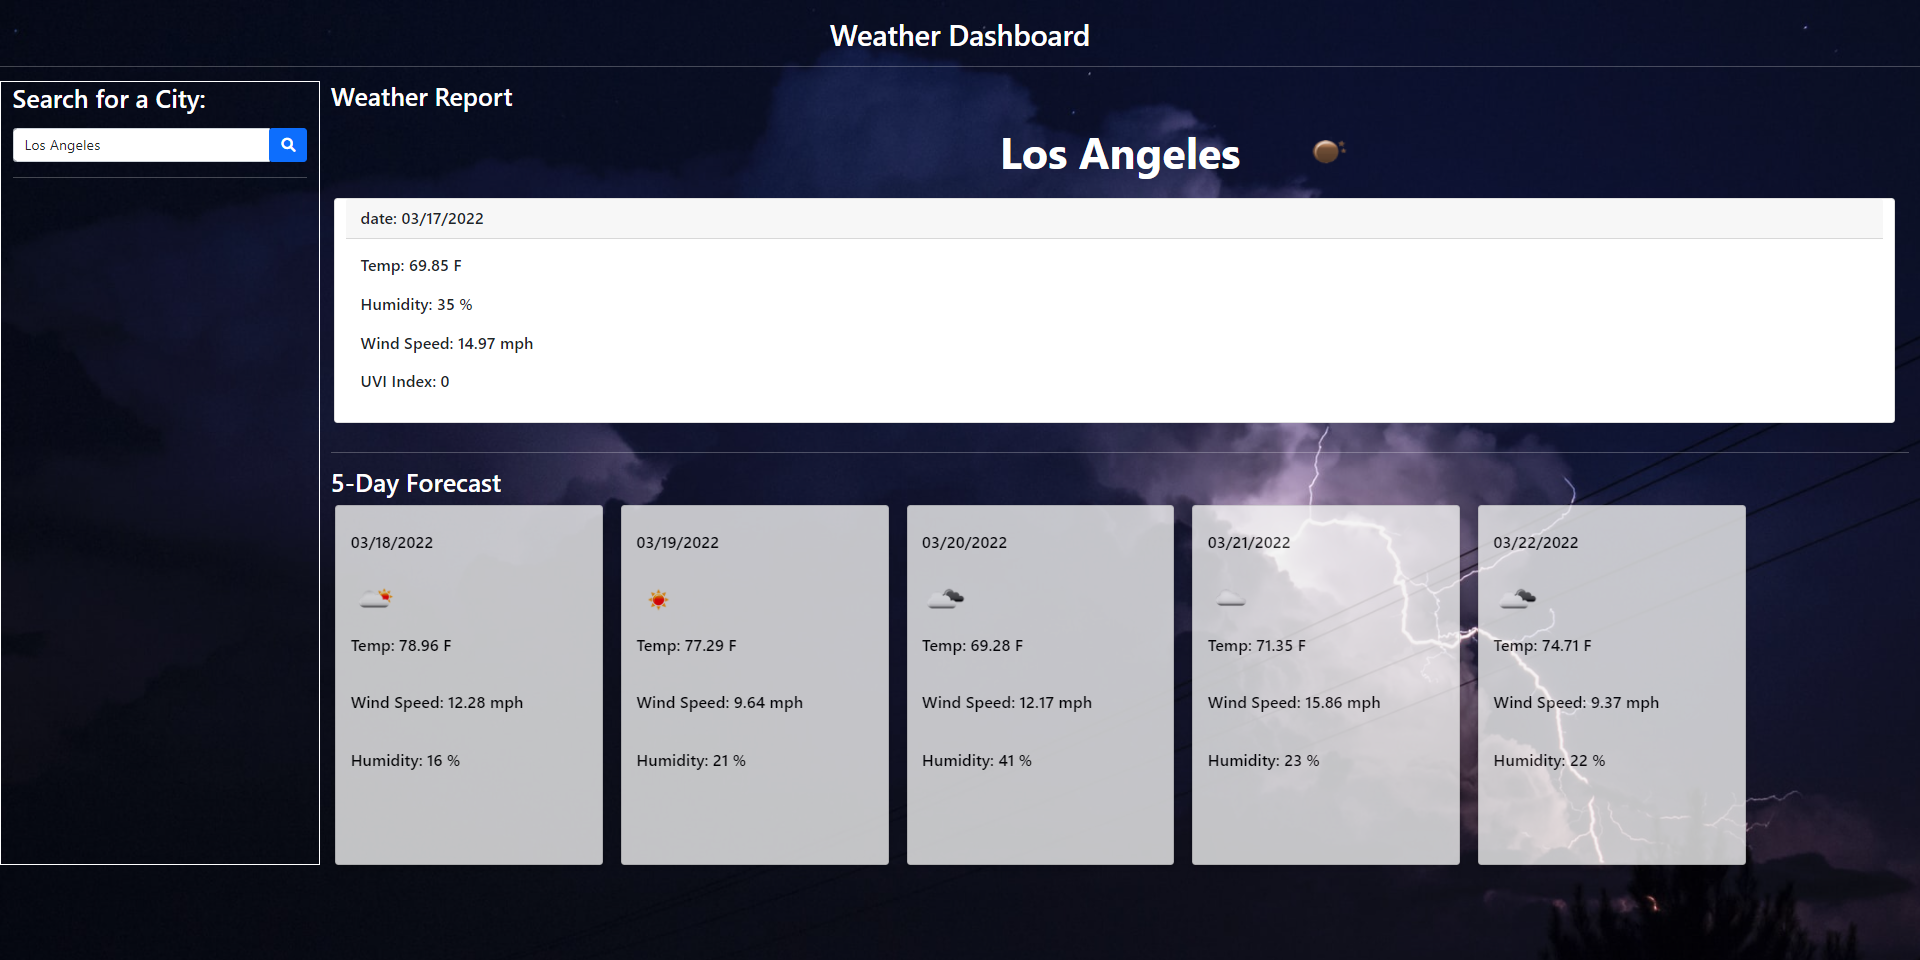 Weather Dashboard
Search for a City:
Los Angeles
Weather Report
Los Angeles
date: 03/17/2022
Temp: 69.85 F
Humidity: 35 %
Wind Speed: 14.97 mph
UVI Index: 0
5-Day Forecast
03/18/2022
Temp: 78.96 F
Wind Speed: 12.28 mph
Humidity: 16 %
03/19/2022
Temp: 77.29 F
Wind Speed: 9.64 mph
Humidity: 21 %
03/20/2022
Temp: 69.28 F
Wind Speed: 12.17 mph
Humidity: 41 %
03/21/2022
Temp: 71.35 F
Wind Speed: 15.86 mph
Humidity: 23 %
03/22/2022
Temp: 74.71 F
Wind Speed: 9.37 mph
Humidity: 22 %